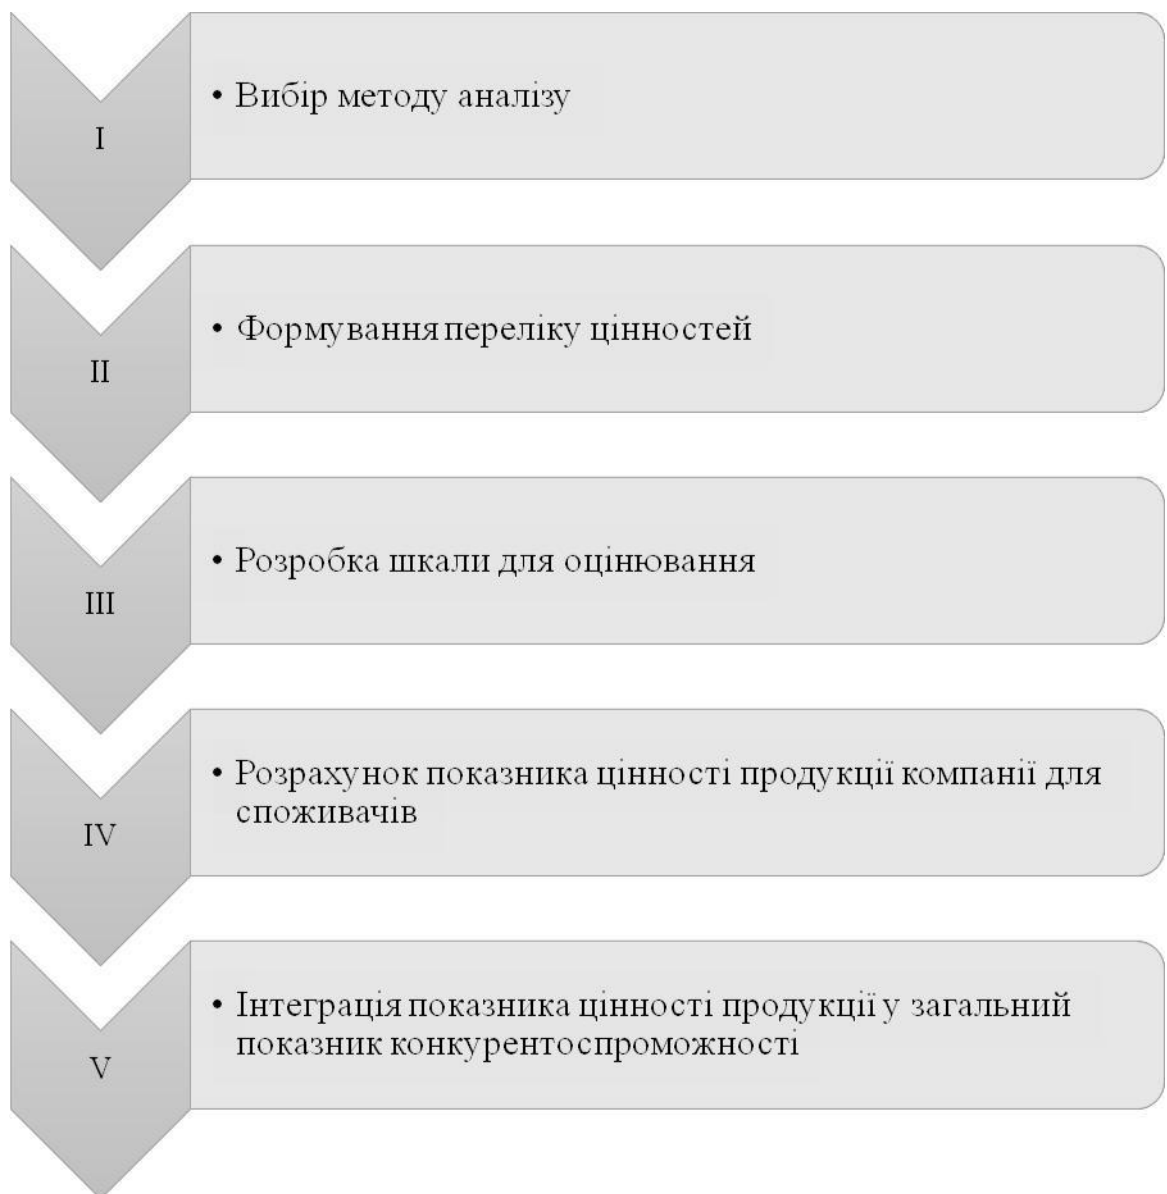 I
• Вибір методу аналізу
II
• Формування переліку цінностей
III
• Розробка шкали для оцінювання
IV
• Розрахунок показника цінності продукції компанії для
споживачів
V
• Інтеграція показника цінності продукції у загальний
показник конкурентоспроможності